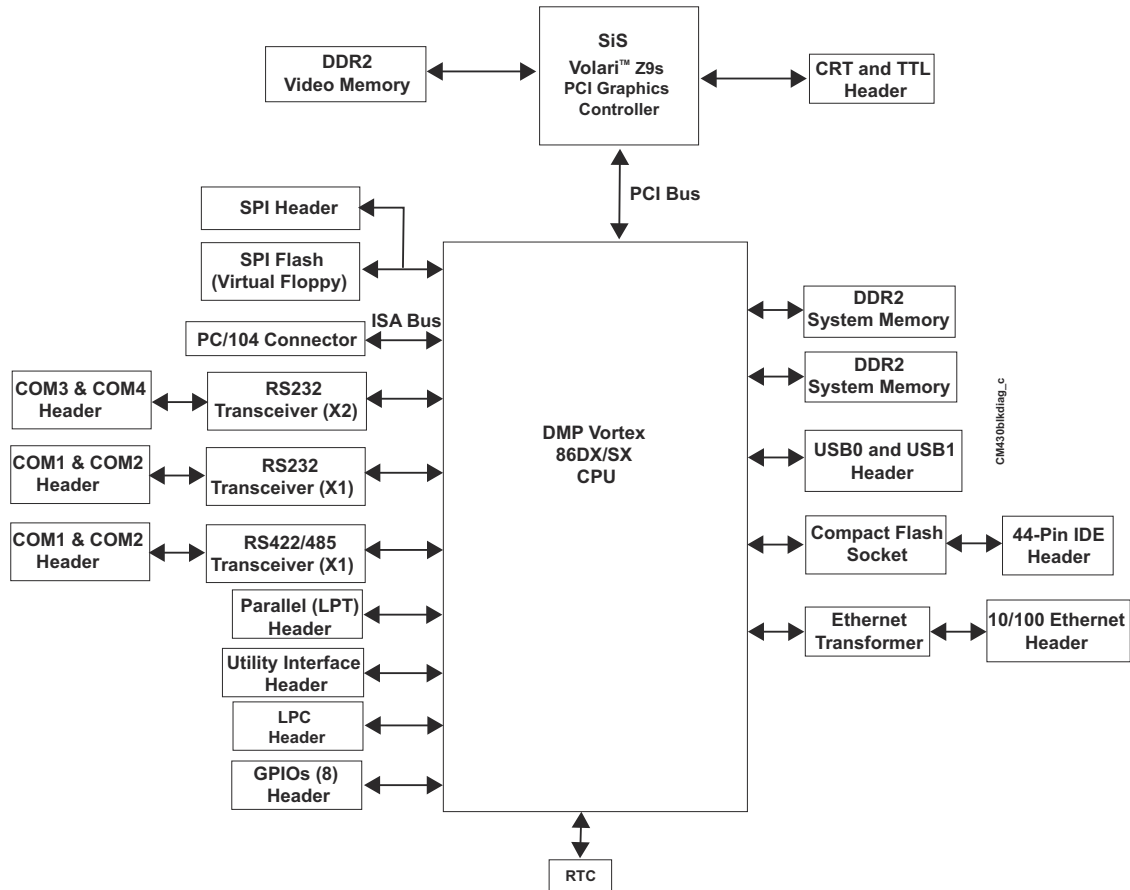 SiS
Volari™ Z9s
PCI Graphics
Controller
DDR2
Video Memory
CRT and TTL
Header
PCI Bus
SPI Header
SPI Flash
(Virtual Floppy)
ISA Bus
PC/104 Connector
COM3 & COM4
Header
RS232
Transceiver (X2)
COM1 & COM2
Header
RS232
Transceiver (X1)
COM1 & COM2
Header
RS422/485
Transceiver (X1)
Parallel (LPT)
Header
Utility Interface
Header
LPC
Header
GPIOs (8)
Header
DMP Vortex
86DX/SX
CPU
DDR2
System Memory
DDR2
System Memory
USB0 and USB1
Header
Compact Flash
Socket
44-Pin IDE
Header
Ethernet
Transformer
10/100 Ethernet
Header
RTC
CM430blkdiag_c